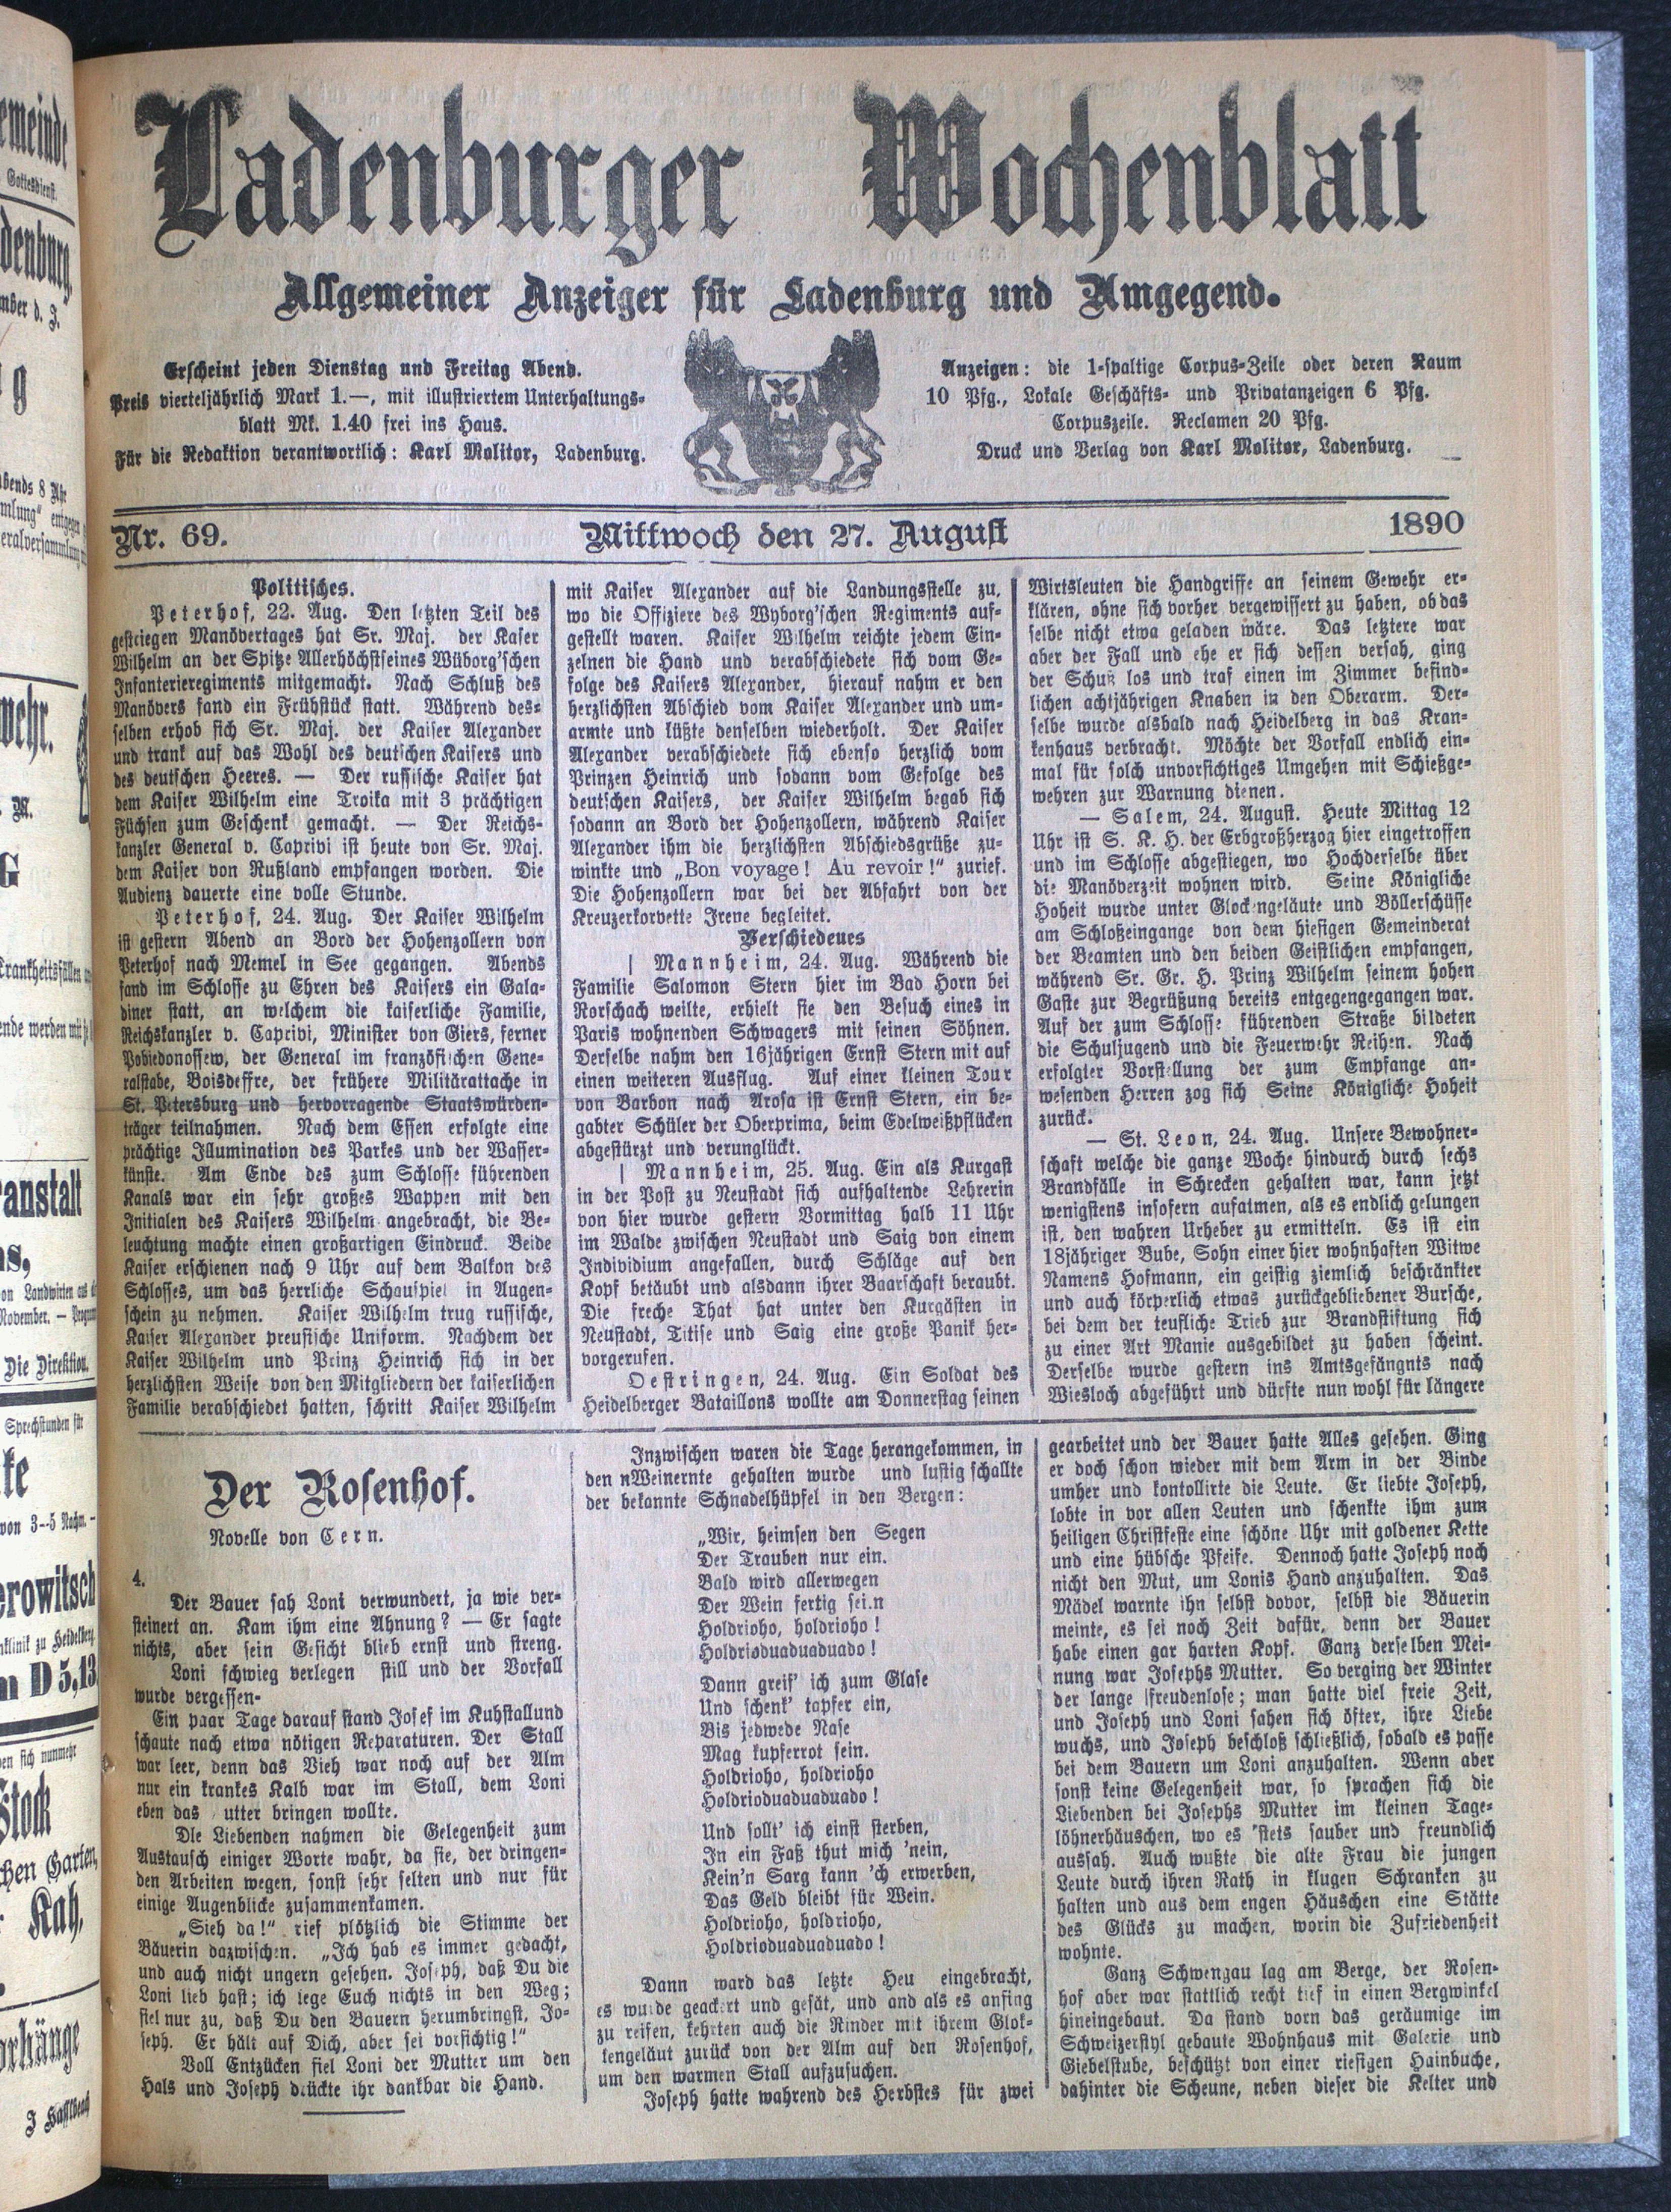 Ladenburger Wochenblatt
Allgemeiner Anzeiger für Ladenburg und Umgegend.
Erscheint jeden Dienstag und Freitag Abend.
Preis vierteljährlich Mark 1.—, mit illustriertem Unterhaltungs-
blatt Mk. 1.40 frei ins Haus.
Für die Redaktion verantwortlich: Karl Molitor, Ladenburg.
Anzeigen: die 1-spaltige Corpus-Zeile oder deren Raum
10 Pfg., Lokale Geschäfts- und Privatanzeigen 6 Pfg.
Corpuszeile. Reclamen 20 Pfg.
Druck und Verlag von Karl Molitor, Ladenburg.
Nr. 69. Mittwoch den 27. August 1890
Politisches.
Peterhof, 22. Aug. Den letzten Teil des
gestriegen Manövertages hat Sr. Maj. der Kaiser
Wilhelm an der Spitze Allerhöchstseines Wüborg'schen
Infanterieregiments mitgemacht. Nach Schluß des
Manövers fand ein Frühstück statt. Während des-
selben erhob sich Sr. Maj. der Kaiser Alexander
und trank auf das Wohl des deutschen Kaisers und
des deutschen Heeres. — Der russische Kaiser hat
dem Kaiser Wilhelm eine Troika mit 3 prächtigen
Füchsen zum Geschenk gemacht. — Der Reichs-
kanzler General v. Caprivi ist heute von Sr. Maj.
dem Kaiser von Rußland empfangen worden. Die
Audienz dauerte eine volle Stunde.
Peterhof, 24. Aug. Der Kaiser Wilhelm
ist gestern Abend an Bord der Hohenzollern von
Peterhof nach Memel in See gegangen. Abends
fand im Schlosse zu Ehren des Kaisers ein Gala-
diner statt, an welchem die kaiserliche Familie,
Reichskanzler v. Caprivi, Minister von Giers, ferner
Pobiedonossew, der General im französischen Gene-
ralstabe, Boisdeffre, der frühere Militärattache in
St. Petersburg und hervorragende Staatswürden-
träger teilnahmen. Nach dem Essen erfolgte eine
prächtige Illumination des Parkes und der Wasser-
künste. Am Ende des zum Schlosse führenden
Kanals war ein sehr großes Wappen mit den
Initialen des Kaisers Wilhelm angebracht, die Be-
leuchtung machte einen großartigen Eindruck. Beide
Kaiser erschienen nach 9 Uhr auf dem Balkon des
Schlosses, um das herrliche Schauspiel in Augen-
schein zu nehmen. Kaiser Wilhelm trug russische,
Kaiser Alexander preustische Uniform. Nachdem der
Kaiser Wilhelm und Prinz Heinrich sich in der
herzlichsten Weise von den Mitgliedern der kaiserlichen
Familie verabschiedet hatten, schritt Kaiser Wilhelm
mit Kaiser Alexander auf die Landungsstelle zu,
wo die Offiziere des Wyborg'schen Regiments auf-
gestellt waren. Kaiser Wilhelm reichte jedem Ein-
zelnen die Hand und verabschiedete sich vom Ge-
folge des Kaisers Alexander, hierauf nahm er den
herzlichsten Abschied vom Kaiser Alexander und um-
armte und küßte denselben wiederholt. Der Kaiser
Alexander verabschiedete sich ebenso herzlich vom
Prinzen Heinrich und sodann vom Gefolge des
deutschen Kaisers, der Kaiser Wilhelm begab sich
sodann an Bord der Hohenzollern, während Kaiser
Alexander ihm die herzlichsten Abschiedsgrüße zu-
winkte und „Bon voyage! Au revoir!" zurief.
Die Hohenzollern war bei der Abfahrt von der
Kreuzerkorvette Irene begleitet.
Verschiedenes
| Mannheim, 24. Aug. Während die
Familie Salomon Stern hier im Bad Horn bei
Rorschach weilte, erhielt sie den Besuch eines in
Paris wohnenden Schwagers mit seinen Söhnen.
Derselbe nahm den 16jährigen Ernst Stern mit auf
einen weiteren Ausflug. Auf einer kleinen Tour
von Barbon nach Arosa ist Ernst Stern, ein be-
gabter Schüler der Oberprima, beim Edelweißpflücken
abgestürzt und verunglückt.
| Mannheim, 25. Aug. Ein als Kurgast
in der Post zu Neustadt sich aufhaltende Lehrerin
von hier wurde gestern Vormittag halb 11 Uhr
im Walde zwischen Neustadt und Saig von einem
Individium angefallen, durch Schläge auf den
Kopf betäubt und alsdann ihrer Baarschaft beraubt.
Die freche That hat unter den Kurgästen in
Neustadt, Titise und Saig eine große Panik her-
vorgerufen.
Oestringen, 24. Aug. Ein Soldat des
Heidelberger Bataillons wollte am Donnerstag seinen
Wirtsleuten die Handgriffe an seinem Gewehr er-
klären, ohne sich vorher vergewissert zu haben, ob das
selbe nicht etwa geladen wäre. Das letztere war
aber der Fall und ehe er sich dessen versah, ging
der Schuß los und traf einen im Zimmer befind-
lichen achtjährigen Knaben in den Oberarm. Der-
selbe wurde alsbald nach Heidelberg in das Kran-
kenhaus verbracht. Möchte der Vorfall endlich ein-
mal für solch unvorsichtiges Umgehen mit Schießge-
wehren zur Warnung dienen.
— Salem, 24. August. Heute Mittag 12
Uhr ist S. K. H. der Erbgroßherzog hier eingetroffen
und im Schlosse abgestiegen, wo Hochderselbe über
die Manöverzeit wohnen wird. Seine Königliche
Hoheit wurde unter Glockengeläute und Böllerschüsse
am Schloßeingange von dem hiesigen Gemeinderat
der Beamten und den beiden Geistlichen empfangen,
während Sr. Gr. H. Prinz Wilhelm seinem hohen
Gaste zur Begrüßung bereits entgegengegangen war.
Auf der zum Schlosse führenden Straße bildeten
die Schuljugend und die Feuerwehr Reihen. Nach
erfolgter Vorstellung der zum Empfange an-
wesenden Herren zog sich Seine Königliche Hoheit
zurück.
— St. Leon, 24. Aug. Unsere Bewohner-
schaft welche die ganze Woche hindurch durch sechs
Brandfälle in Schrecken gehalten war, kann jetzt
wenigstens insofern aufatmen, als es endlich gelungen
ist, den wahren Urheber zu ermitteln. Es ist ein
18jähriger Bube, Sohn einer hier wohnhaften Witwe
Namens Hofmann, ein geistig ziemlich beschränkter
und auch körperlich etwas zurückgebliebener Bursche,
bei dem der teuflische Trieb zur Brandstiftung sich
zu einer Art Manie ausgebildet zu haben scheint.
Derselbe wurde gestern ins Amtsgefängnts nach
Wiesloch abgeführt und dürfte nun wohl für längere
Der Rosenhof.
Novelle von Cern.
4.
Der Bauer sah Loni verwundert, ja wie ver-
steinert an. Kam ihm eine Ahnung? — Er sagte
nichts, aber sein Gesicht blieb ernst und streng.
Loni schwieg verlegen still und der Vorfall
wurde vergessen-
Ein paar Tage darauf stand Josef im Kuhstall und
schaute nach etwa nötigen Reparaturen. Der Stall
war leer, denn das Vieh war noch auf der Alm
nur ein krankes Kalb war im Stall, dem Loni
eben das utter bringen wollte.
Dle Liebenden nahmen die Gelegenheit zum
Austausch einiger Worte wahr, da sie, der dringen-
den Arbeiten wegen, sonst sehr selten und nur für
einige Augenblicke zusammenkamen.
„Sieh da!" rief plötzlich die Stimme der
Bäuerin dazwischen. „Ich hab es immer gedacht,
und auch nicht ungern gesehen. Joseph, daß Du die
Loni lieb hast; ich lege Euch nichts in den Weg;
siel nur zu, daß Du den Bauern herumbringst, Jo-
seph. Er hält auf Dich, aber sei vorsichtig!"
Voll Entzücken fiel Loni der Mutter um den
Hals und Joseph drückte ihr dankbar die Hand.
Inzwischen waren die Tage herangekommen, in
den nWeinernte gehalten wurde und lustig schallte
der bekannte Schnadelhüpfel in den Bergen:
„Wir, heimsen den Segen
Der Trauben nur ein.
Bald wird allerwegen
Der Wein fertig sei.n
Holdrioho, holdrioho!
Holdrioduaduaduado!
Dann greif' ich zum Glase
Und schenk' tapfer ein,
Bis jedwede Nase
Mag kupferrot sein.
Holdrioho, holdrioho
Holdrioduaduaduado!
Und sollt' ich einst sterben,
In ein Faß thut mich 'nein,
Kein'n Sarg kann 'ch erwerben,
Das Geld bleibt für Wein.
Holdrioho, holdrioho,
Holdrioduaduaduado!
Dann ward das letzte Heu eingebracht,
es wurde geackert und gesät, und and als es anfing
zu reifen, kehrten auch die Rinder mit ihrem Glok-
kengeläut zurück von der Alm auf den Rosenhof,
um den warmen Stall aufzusuchen.
Joseph hatte wahrend des Herbstes für zwei
gearbeitet und der Bauer hatte Alles gesehen. Ging
er doch schon wieder mit dem Arm in der Binde
umher und kontollirte die Leute. Er liebte Joseph,
lobte in vor allen Leuten und schenkte ihm zum
heiligen Christfeste eine schöne Uhr mit goldener Kette
und eine hübsche Pfeife. Dennoch hatte Joseph noch
nicht den Mut, um Lonis Hand anzuhalten. Das
Mädel warnte ihn selbst dovor, selbst die Bäuerin
meinte, es sei noch Zeit dafür, denn der Bauer
habe einen gar harten Kopf. Ganz derselben Mei-
nung war Josephs Mutter. So verging der Winter
der lange freudenlose; man hatte viel freie Zeit,
und Joseph und Loni sahen sich öfter, ihre Liebe
wuchs, und Joseph beschloß schließlich, sobald es passe
bei dem Bauern um Loni anzuhalten. Wenn aber
sonst keine Gelegenheit war, so sprachen sich die
Liebenden bei Josephs Mutter im kleinen Tage-
löhnerhäuschen, wo es 'stets sauber und freundlich
aussah. Auch wußte die alte Frau die jungen
Leute durch ihren Rath in klugen Schranken zu
halten und aus dem engen Häuschen eine Stätte
des Glücks zu machen, worin die Zufriedenheit
wohnte.
Ganz Schwengau lag am Berge, der Rosen-
hof aber war stattlich recht tief in einen Bergwinkel
hineingebaut. Da stand vorn das geräumige im
Schweizerstyl gebaute Wohnhaus mit Galerie und
Giebelstube, beschützt von einer riesigen Hainbuche,
dahinter die Scheune, neben dieser die Kelter und